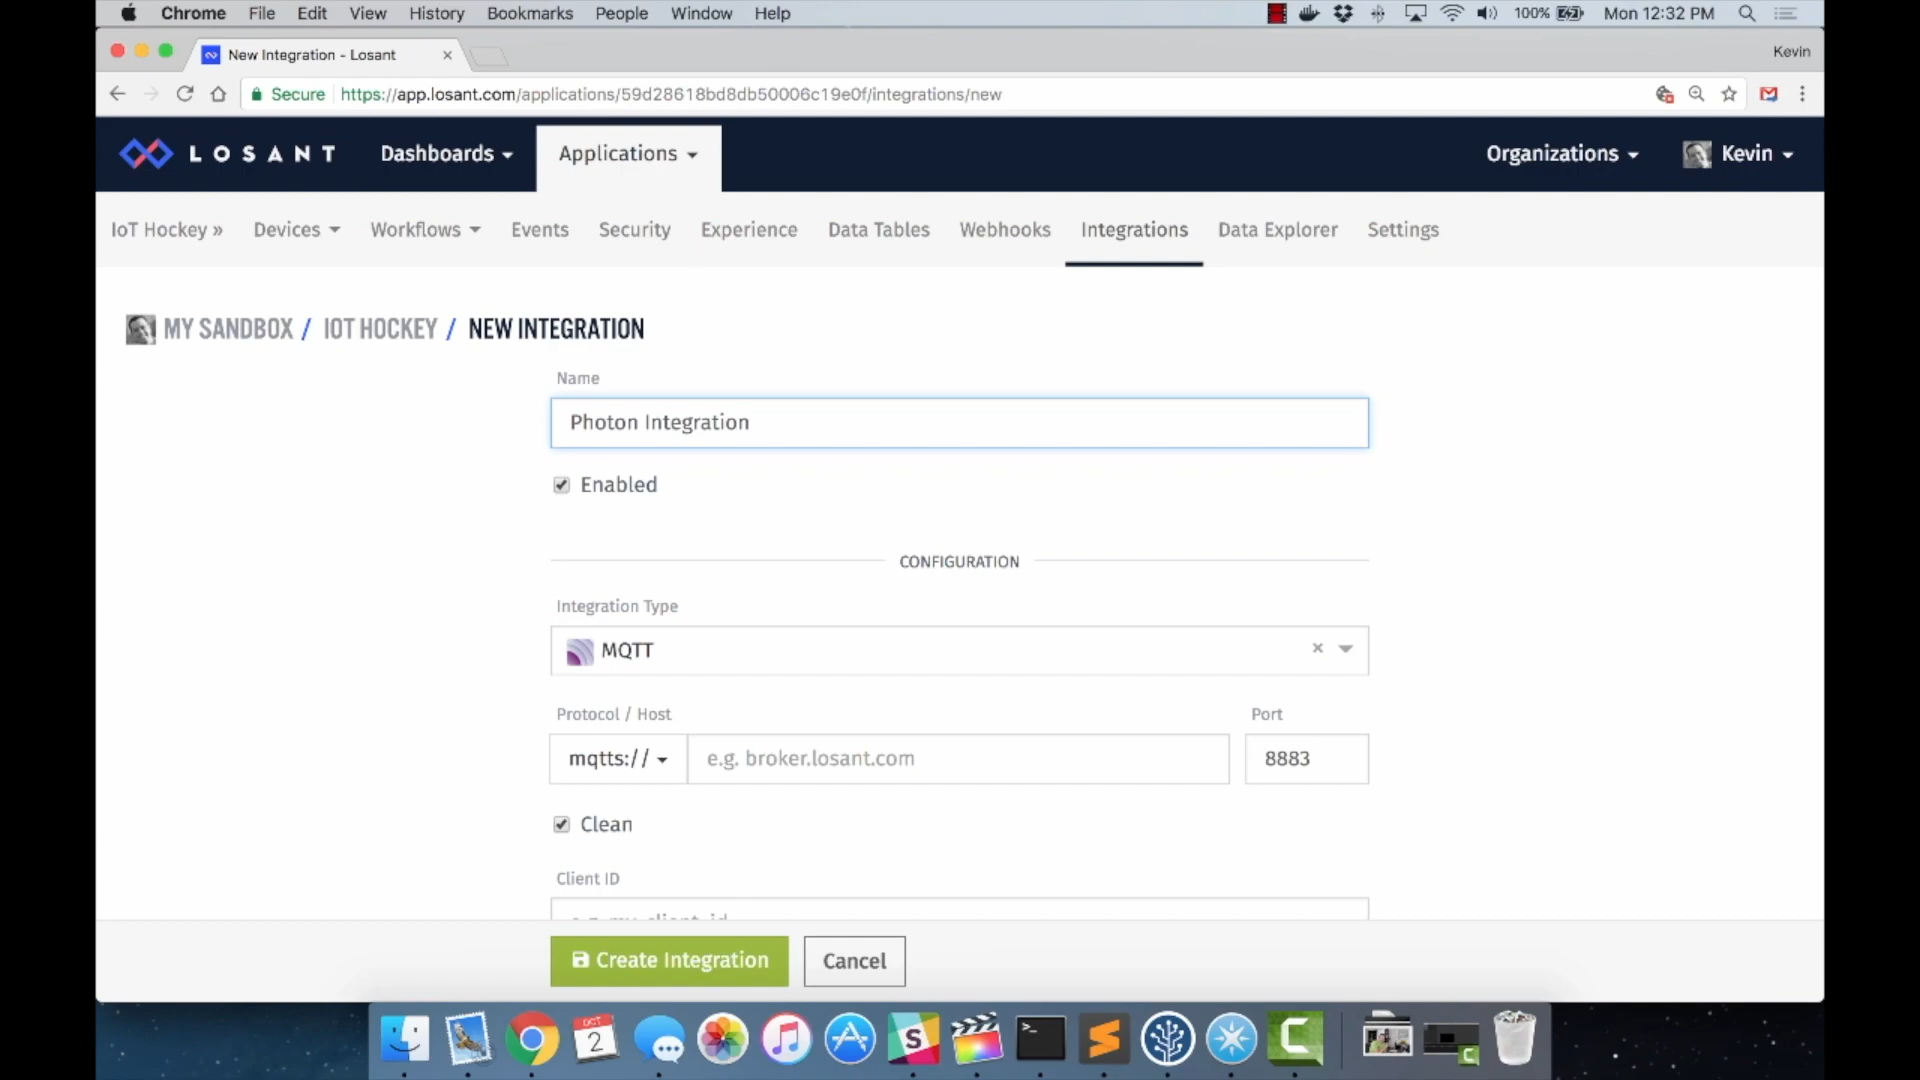 Chrome File Edit View History Bookmarks People Window Help 100% Mon 12:32 PM
New Integration - Losant × Kevin
Secure https://app.losant.com/applications/59d28618bd8db50006c19e0f/integrations/new
LOSANT Dashboards Applications Organizations Kevin
IoT Hockey » Devices Workflows Events Security Experience Data Tables Webhooks Integrations Data Explorer Settings
MY SANDBOX / IOT HOCKEY / NEW INTEGRATION
Name
Photon Integration
Enabled
CONFIGURATION
Integration Type
MQTT ×
Protocol / Host Port
mqtts:// e.g. broker.losant.com 8883
Clean
Client ID
e.g. my_client_id
Create Integration Cancel
OCT
2
S
>_